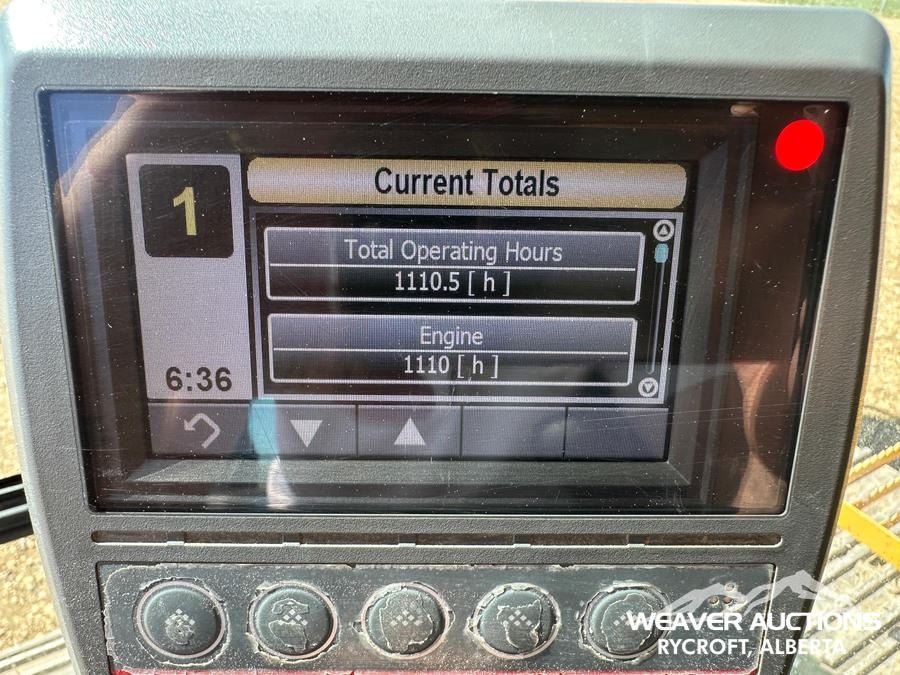 Current Totals
1
Total Operating Hours
1110.5 [ h ]
Engine
1110 [ h ]
6:36
WEAVER AUCTIONS
RYCROFT, ALBERTA